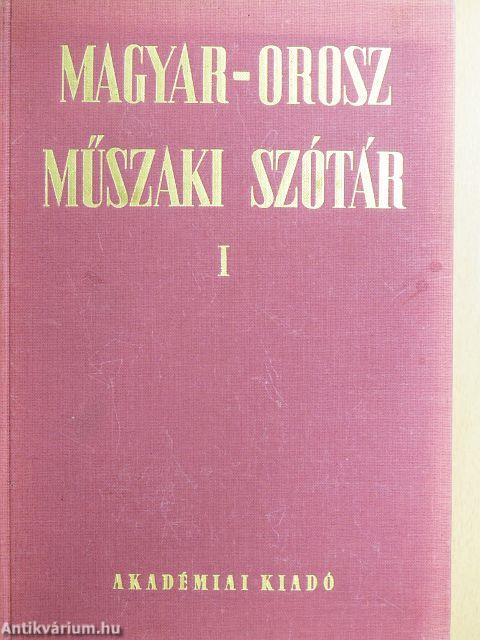 MAGYAR-OROSZ
MŰSZAKI SZÓTÁR
I
AKADÉMIAI KIADÓ
Antikvárium.hu